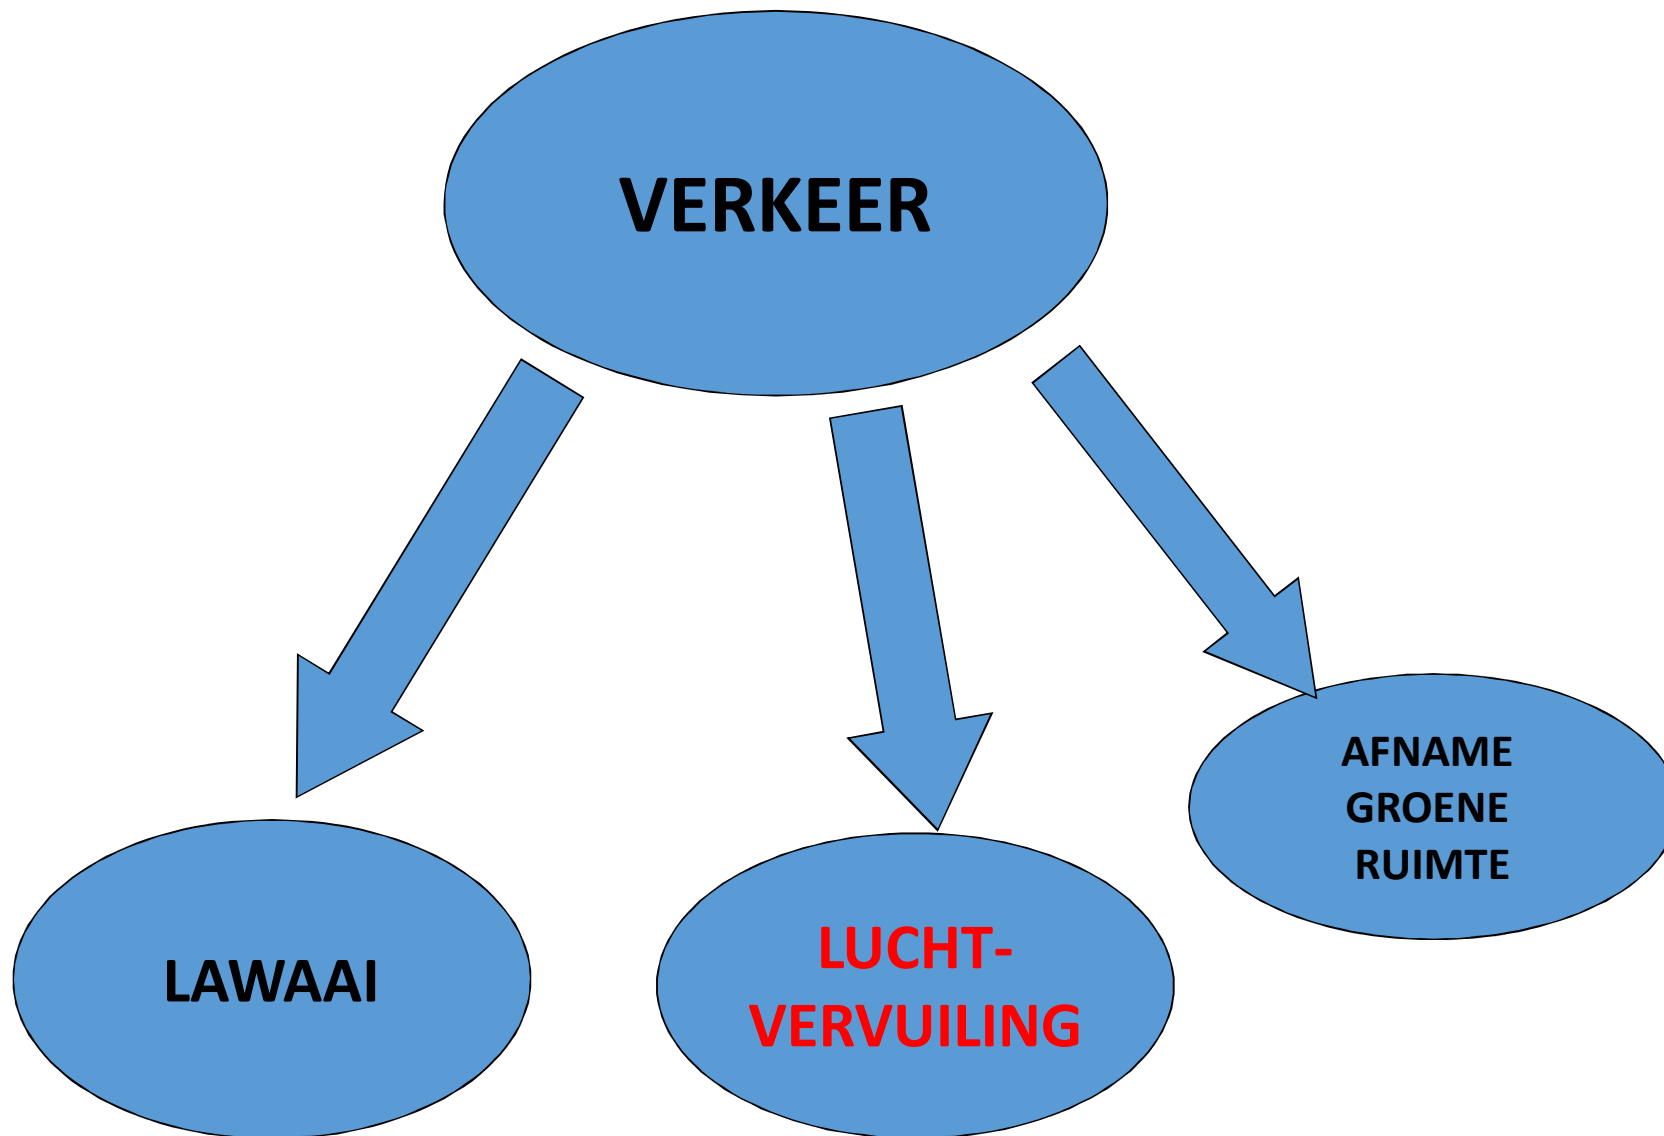 VERKEER
LAWAAI
LUCHT-
VERVUILING
AFNAME
GROENE
RUIMTE